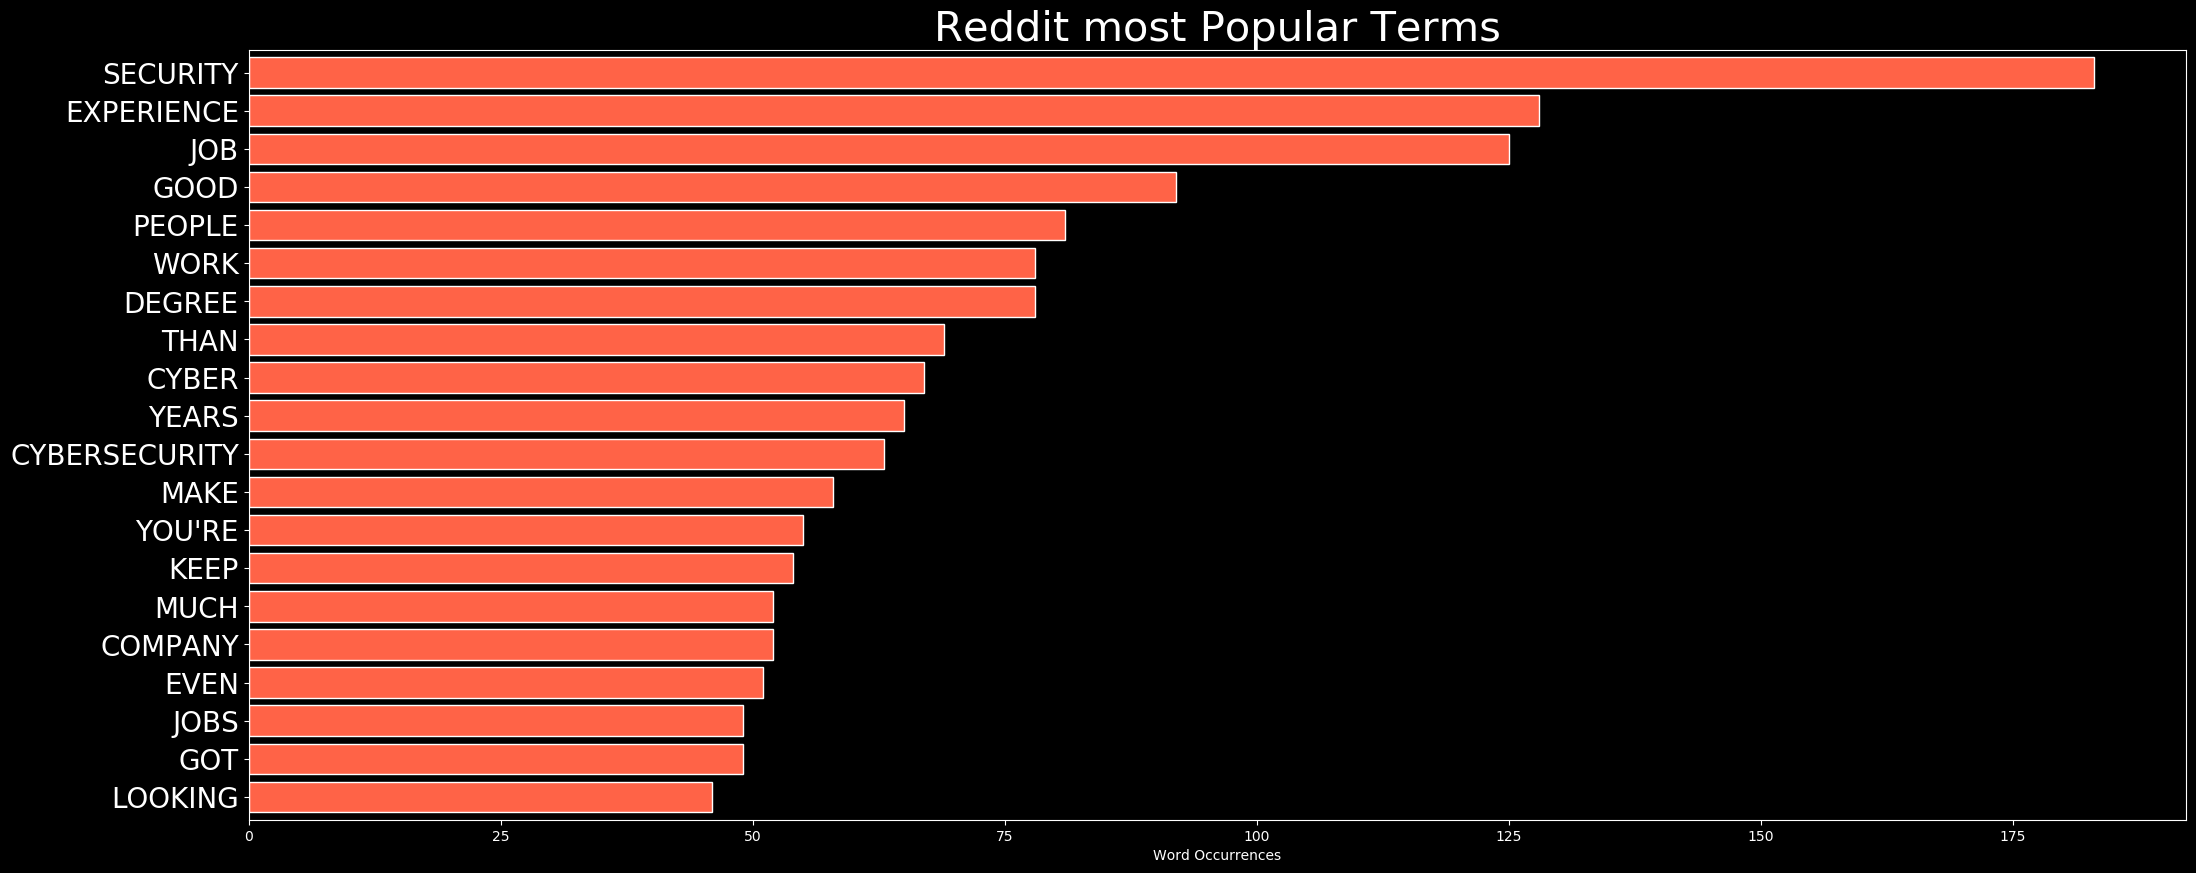 Reddit most Popular Terms
SECURITY
EXPERIENCE
JOB
GOOD
PEOPLE
WORK
DEGREE
THAN
CYBER
YEARS
CYBERSECURITY
MAKE
YOU'RE
KEEP
MUCH
COMPANY
EVEN
JOBS
GOT
LOOKING
0 25 50 75 100 125 150 175
Word Occurrences